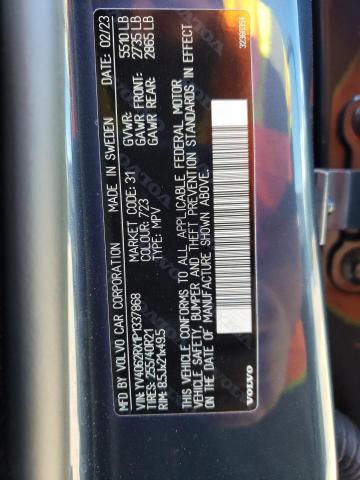 MFD BY VOLVO CAR CORPORATION MADE IN SWEDEN 02/23
VIN: YV4062RX1P1337868 MARKET CODE: 31 GVWR: 5510 LB
TIRES: 255/40R21 COLOUR: 723 GAWR FRONT: 2735 LB
RIM: 8.5Jx21x49.5 TYPE: MPV GAWR REAR: 2865 LB
THIS VEHICLE CONFORMS TO ALL APPLICABLE FEDERAL MOTOR
VEHICLE SAFETY, BUMPER AND THEFT PREVENTION STANDARDS IN EFFECT
ON THE DATE OF MANUFACTURE SHOWN ABOVE.
VOLVO